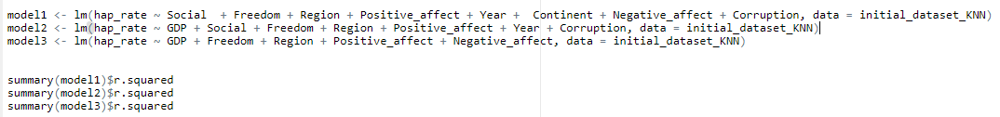 model1 <- lm(hap_rate ~ Social  + Freedom + Region + Positive_affect + Year +  Continent + Negative_affect + Corruption, data = initial_dataset_KNN)
model2 <- lm(hap_rate ~ GDP + Social + Freedom + Region + Positive_affect + Year + Corruption, data = initial_dataset_KNN)
model3 <- lm(hap_rate ~ GDP + Freedom + Region + Positive_affect + Negative_affect, data = initial_dataset_KNN)
summary(model1)$r.squared
summary(model2)$r.squared
summary(model3)$r.squared